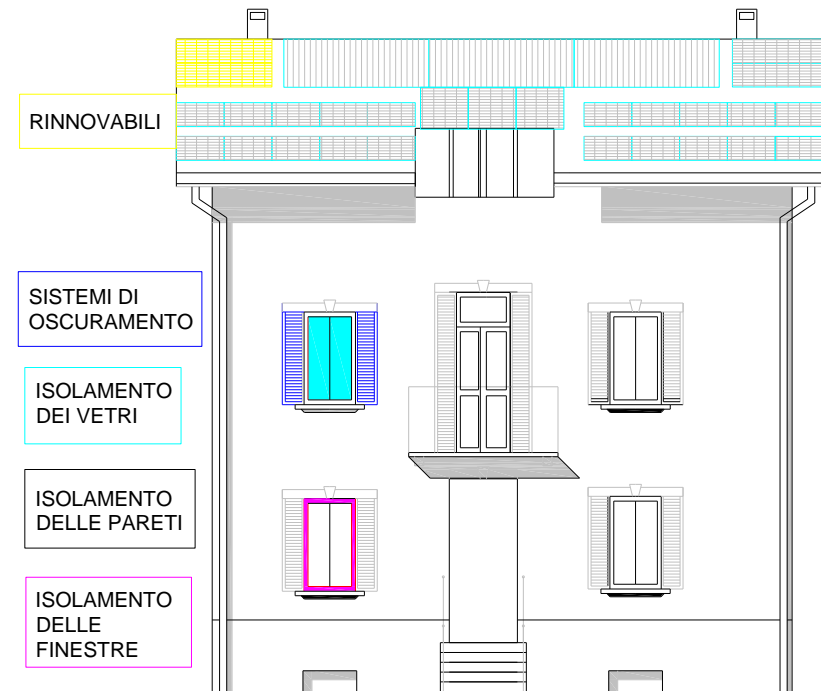 RINNOVABILI
SISTEMI DI
OSCURAMENTO
ISOLAMENTO
DEI VETRI
ISOLAMENTO
DELLE PARETI
ISOLAMENTO
DELLE
FINESTRE